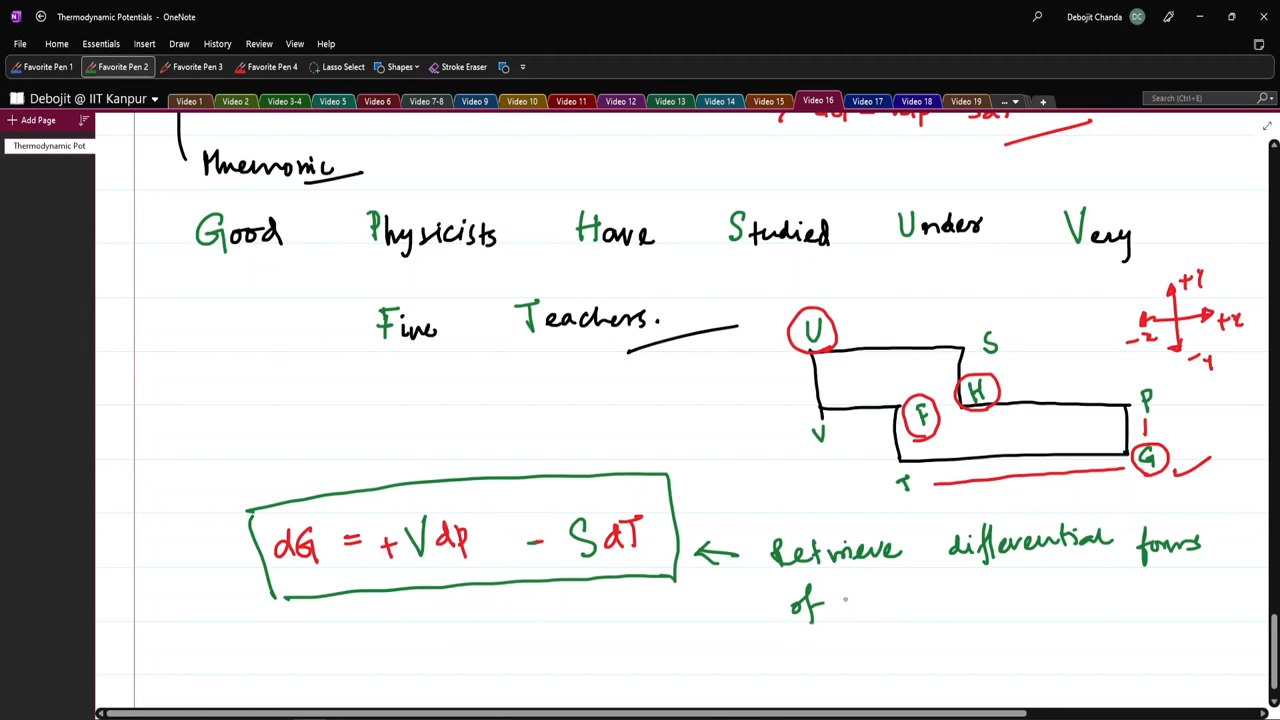 Thermodynamic Potentials - OneNote
Debojit Chanda DC
File Home Essentials Insert Draw History Review View Help
Favorite Pen 1 Favorite Pen 2 Favorite Pen 3 Favorite Pen 4 Lasso Select Shapes Stroke Eraser
Debojit @ IIT Kanpur Video 1 Video 2 Video 3-4 Video 5 Video 6 Video 7-8 Video 9 Video 10 Video 11 Video 12 Video 13 Video 14 Video 15 Video 16 Video 17 Video 18 Video 19 ... Search (Ctrl+E)
Add Page
Thermodynamic Pot
Mnemonic
Good Physicists Have Studied Under Very
Fine Teachers.
+Y
+X
-X
-Y
U
S
H
P
F
V
G
T
dG = +Vdp - SdT
Retrieve differential forms
of